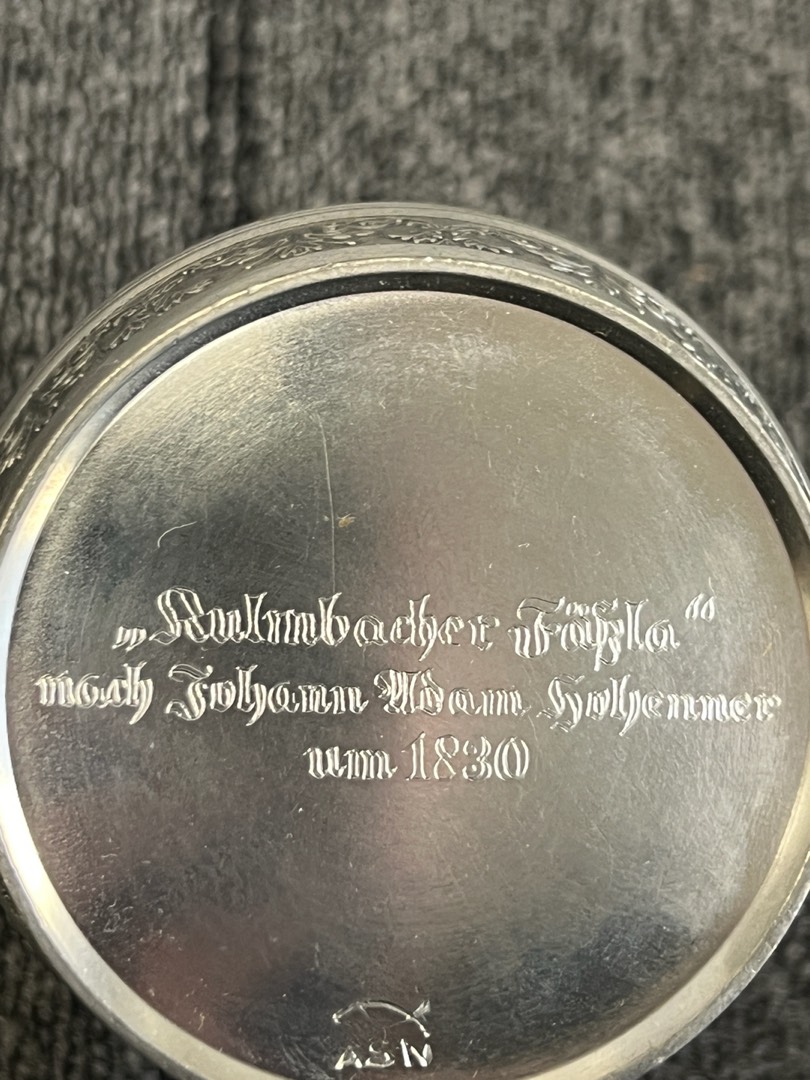 „Kulmbacher Fäßla“
nach Johann Adam Hohenner
um 1830
ASN